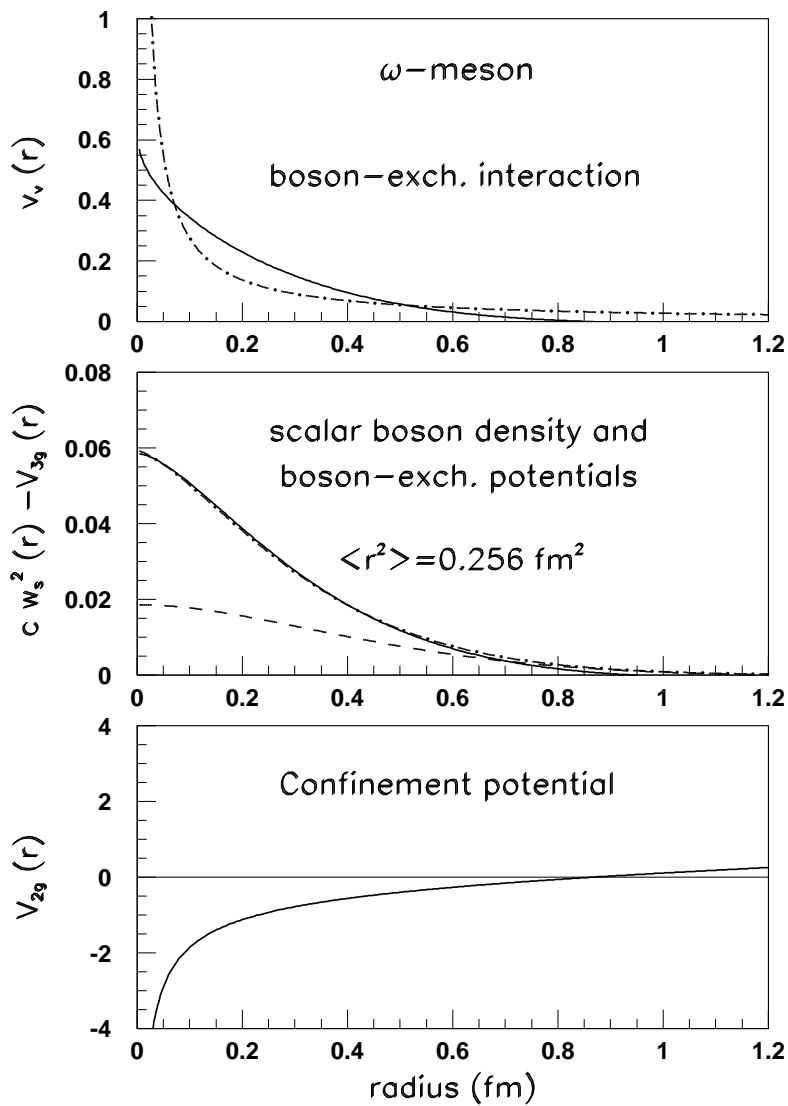 1
0.8
0.6
0.4
0.2
0
v_v (r)
ω−meson
boson−exch. interaction
0 0.2 0.4 0.6 0.8 1 1.2
0.08
0.06
0.04
0.02
0
c w_s^2 (r) −V_3g (r)
scalar boson density and
boson−exch. potentials
<r²>=0.256 fm²
0 0.2 0.4 0.6 0.8 1 1.2
4
2
0
-2
-4
V_2g (r)
Confinement potential
0 0.2 0.4 0.6 0.8 1 1.2
radius (fm)